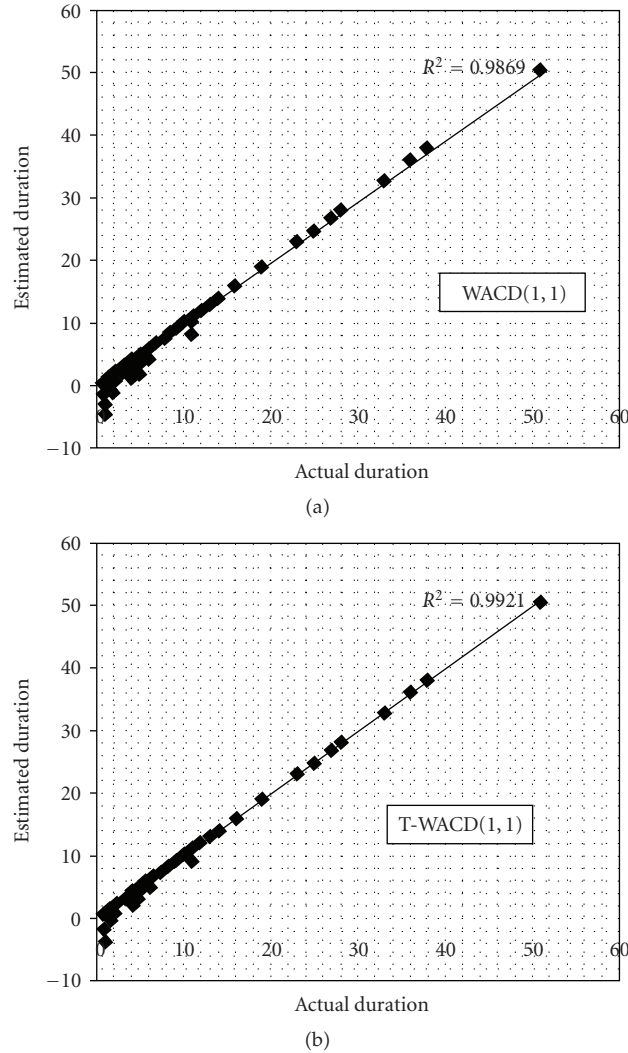 60
50
40
30
20
10
0
−10
R² = 0.9869
WACD(1, 1)
10 20 30 40 50 60
Estimated duration
Actual duration
(a)
60
50
40
30
20
10
0
−10
R² = 0.9921
T-WACD(1, 1)
0 10 20 30 40 50 60
Estimated duration
Actual duration
(b)